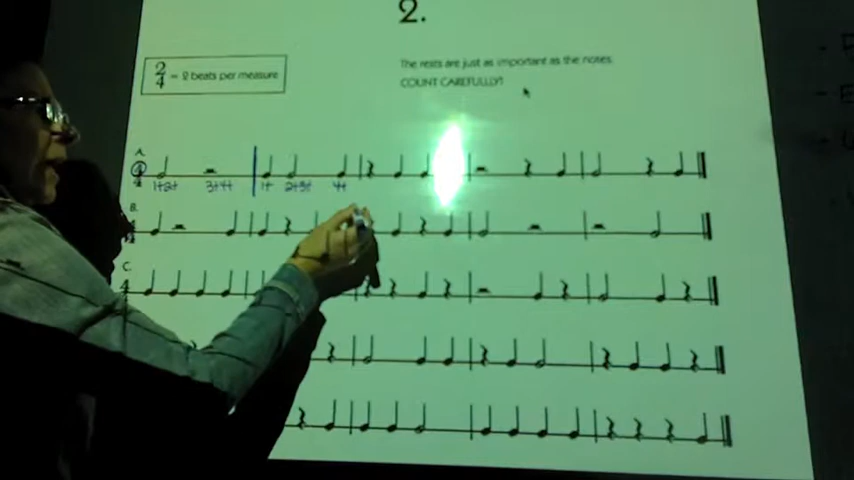 2.
2/4 = 2 beats per measure
The rests are just as important as the notes.
COUNT CAREFULLY!
A.
1+2+ 3+4+ 1+ 2+3+ 4+
B.
C.